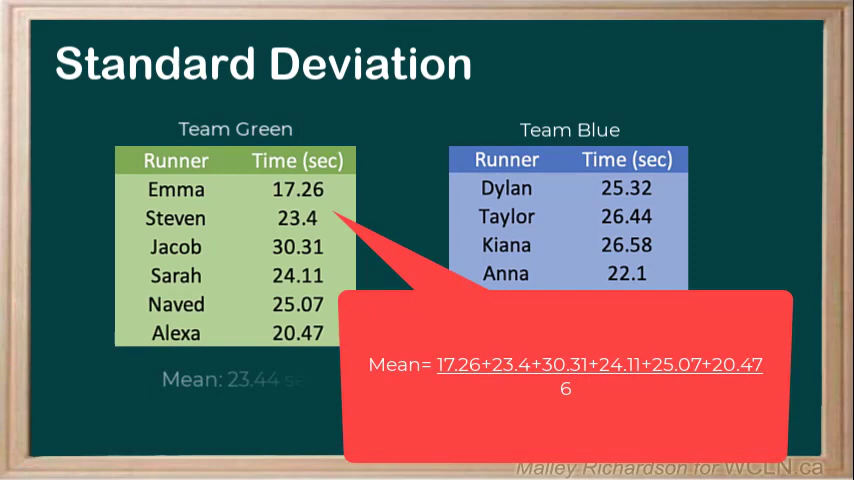 Standard Deviation
Team Green
Runner Time (sec)
Emma 17.26
Steven 23.4
Jacob 30.31
Sarah 24.11
Naved 25.07
Alexa 20.47
Mean: 23.44 se
Team Blue
Runner Time (sec)
Dylan 25.32
Taylor 26.44
Kiana 26.58
Anna 22.1
Mean= 17.26+23.4+30.31+24.11+25.07+20.47
6
Malley Richardson for WCLN.ca